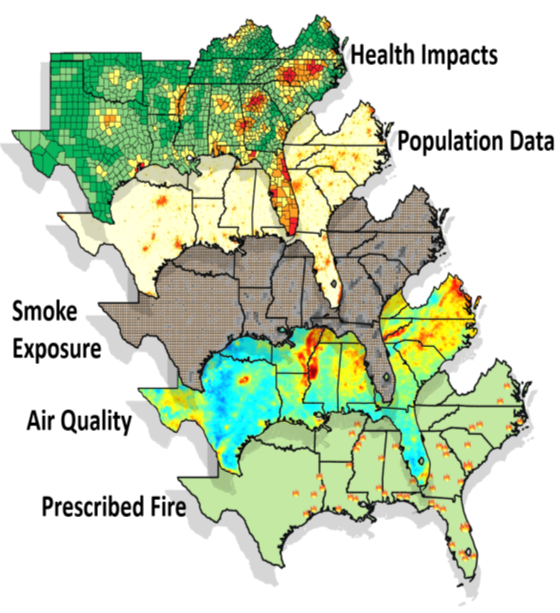 Health Impacts
Population Data
Smoke
Exposure
Air Quality
Prescribed Fire